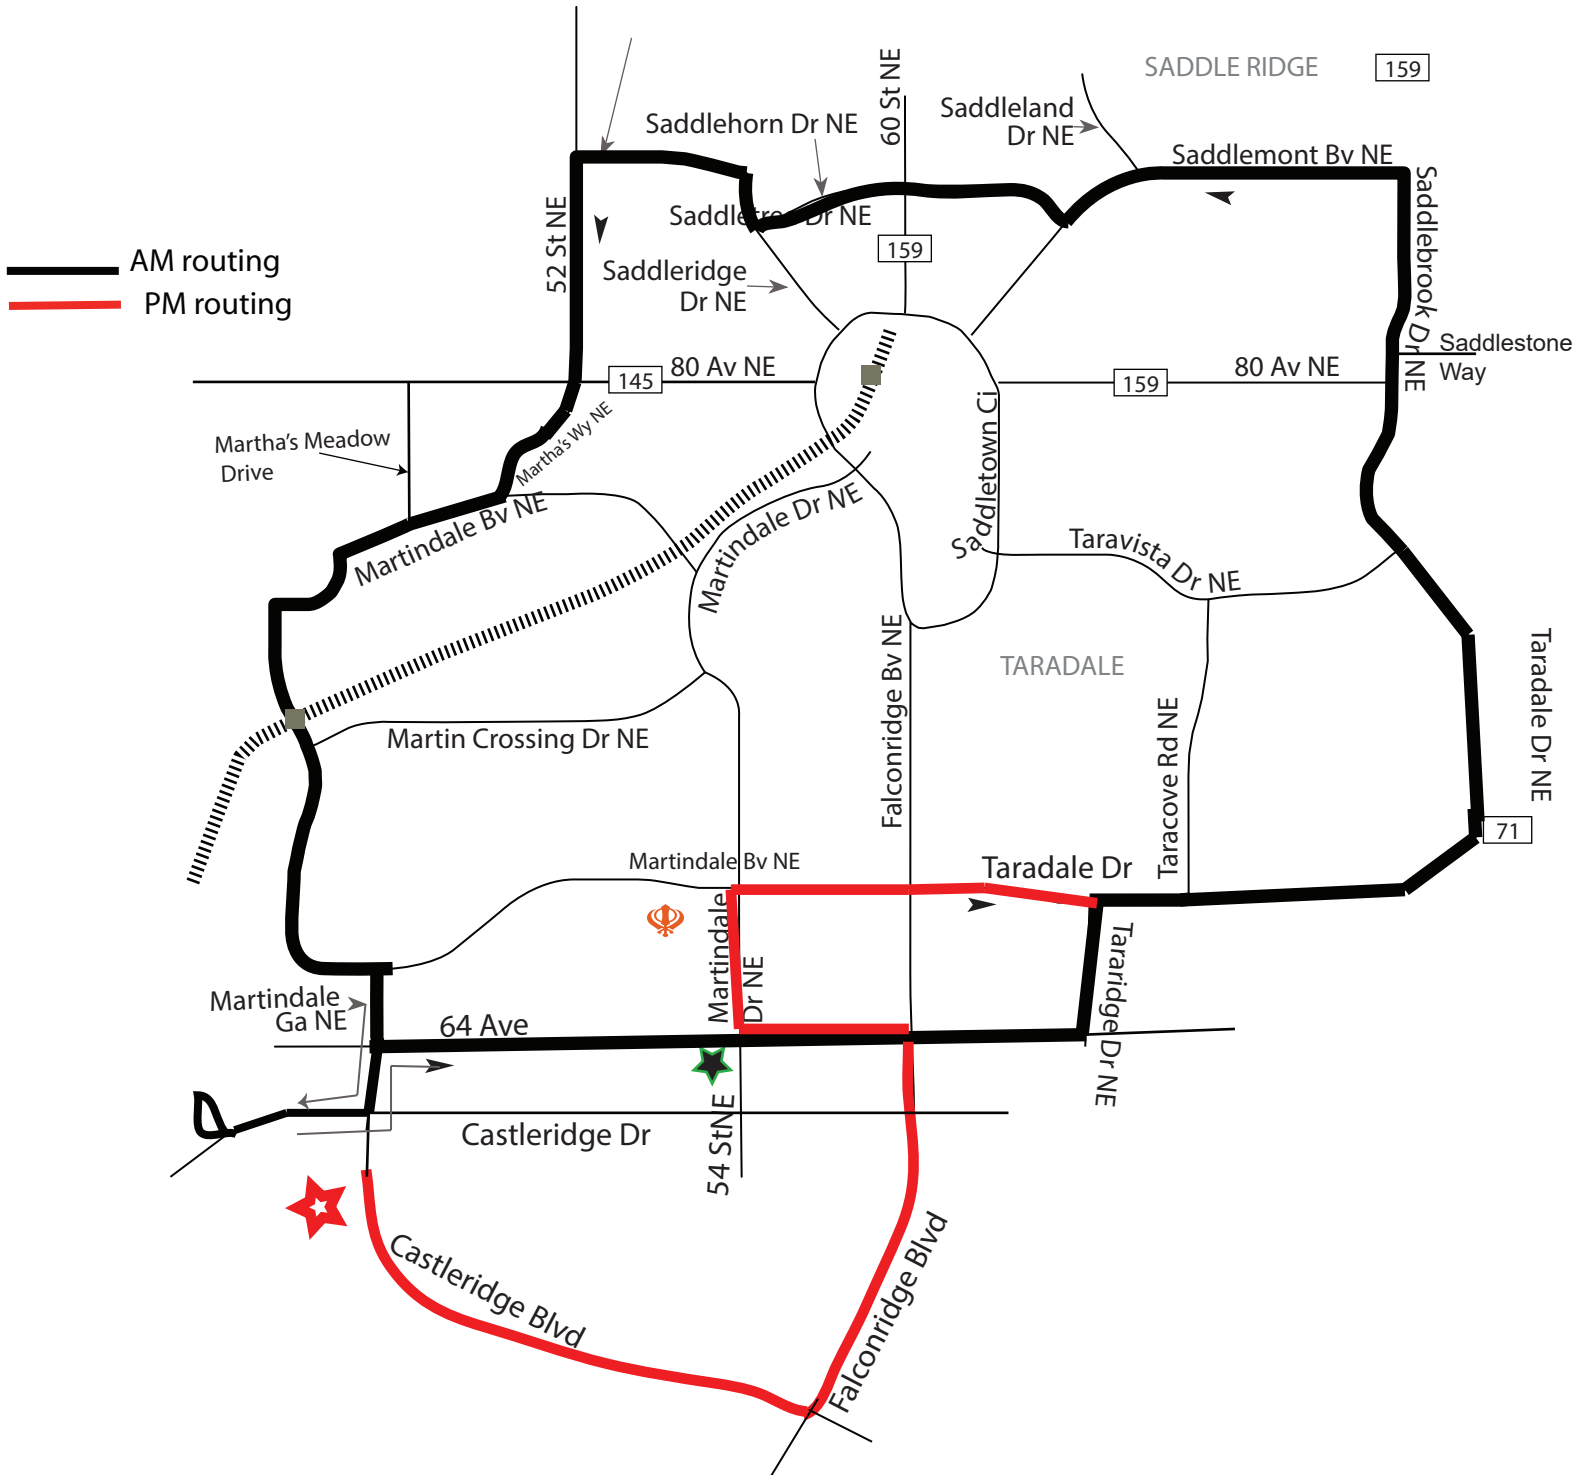 SADDLE RIDGE
159
60 St NE
Saddleland
Dr NE
Saddlehorn Dr NE
Saddlemont Bv NE
Saddlebrook Dr NE
52 St NE
Saddletree Dr NE
159
AM routing
PM routing
Saddleridge
Dr NE
Saddlestone
Way
80 Av NE
145
159
80 Av NE
Martha's Wy NE
Martha's Meadow
Drive
Saddletown Ci
Martindale Bv NE
Martindale Dr NE
Taravista Dr NE
TARADALE
Falconridge Bv NE
Taradale Dr NE
Taracove Rd NE
Martin Crossing Dr NE
71
Martindale Bv NE
Taradale Dr
Martindale
Dr NE
Tararidge Dr NE
Martindale
Ga NE
64 Ave
Castleridge Dr
54 StNE
Castleridge Blvd
Falconridge Blvd